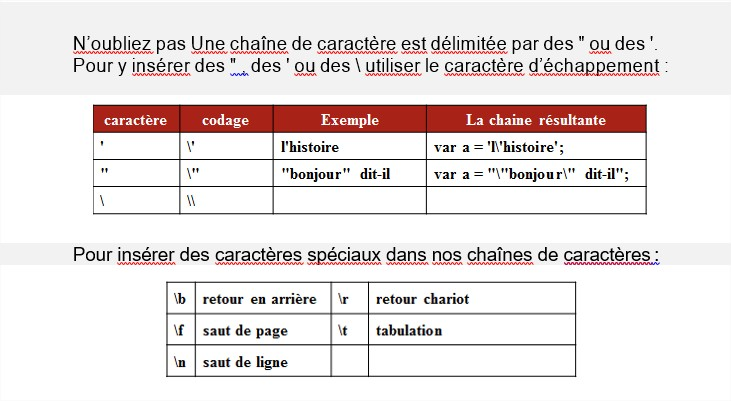 N'oubliez pas Une chaîne de caractère est délimitée par des " ou des '.
Pour y insérer des " , des ' ou des \ utiliser le caractère d'échappement :
caractère codage Exemple La chaine résultante
' \' l'histoire var a = 'l\'histoire';
" \" "bonjour" dit-il var a = "\"bonjour\" dit-il";
\ \\
Pour insérer des caractères spéciaux dans nos chaînes de caractères :
\b retour en arrière \r retour chariot
\f saut de page \t tabulation
\n saut de ligne